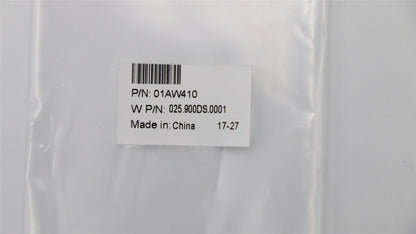 P/N: 01AW410
W P/N: 025.900DS.0001
Made in: China 17-27